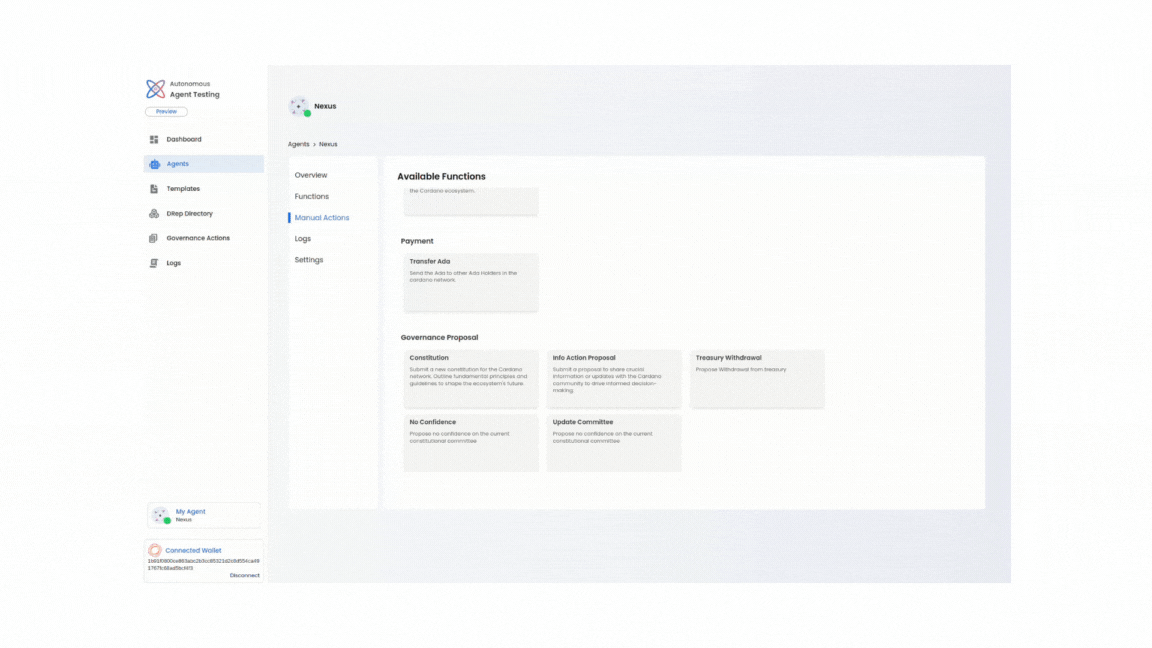 Autonomous
Agent Testing
Preview
Dashboard
Agents
Templates
DRep Directory
Governance Actions
Logs
My Agent
Nexus
Connected Wallet
Disconnect
Nexus
Agents > Nexus
Overview
Functions
Manual Actions
Logs
Settings
Available Functions
the Cardano ecosystem.
Payment
Transfer Ada
Send the Ada to other Ada Holders in the
cardano network.
Governance Proposal
Constitution
Submit a new constitution for the Cardano
network. Outline fundamental principles and
guidelines to shape the ecosystem's future.
Info Action Proposal
Submit a proposal to share crucial
information or updates with the Cardano
community to drive informed decision-
making.
Treasury Withdrawal
Propose Withdrawal from treasury
No Confidence
Propose no confidence on the current
constitutional committee
Update Committee
Propose no confidence on the current
constitutional committee